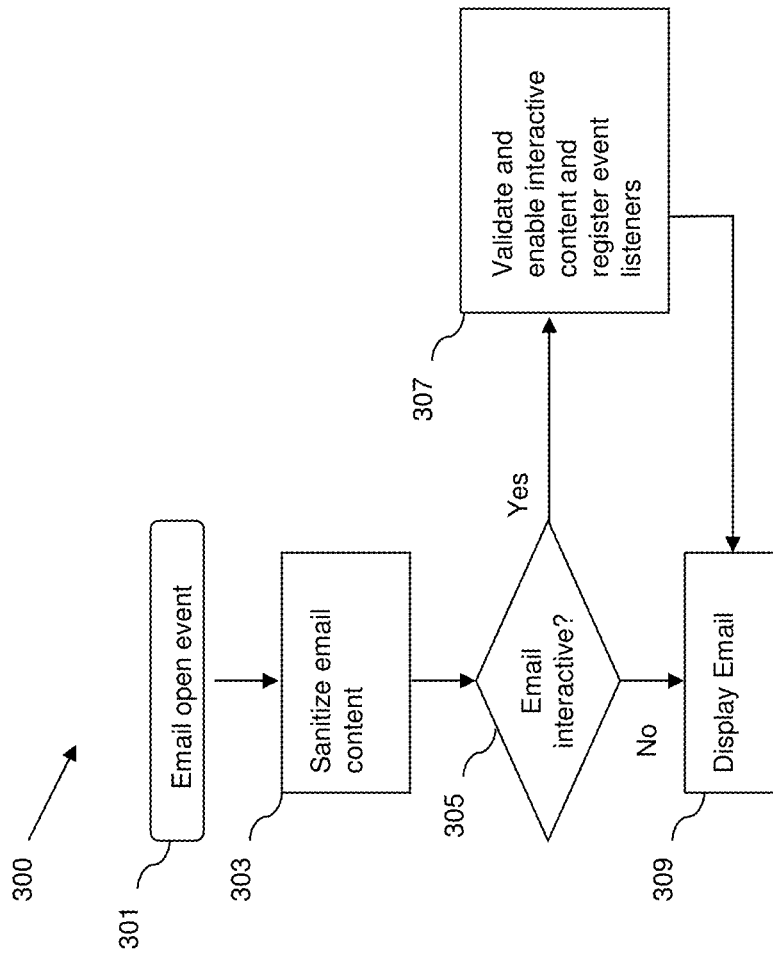 300
301
Email open event
303
Sanitize email
content
305
Email
interactive?
Yes
No
307
Validate and
enable interactive
content and
register event
listeners
309
Display Email